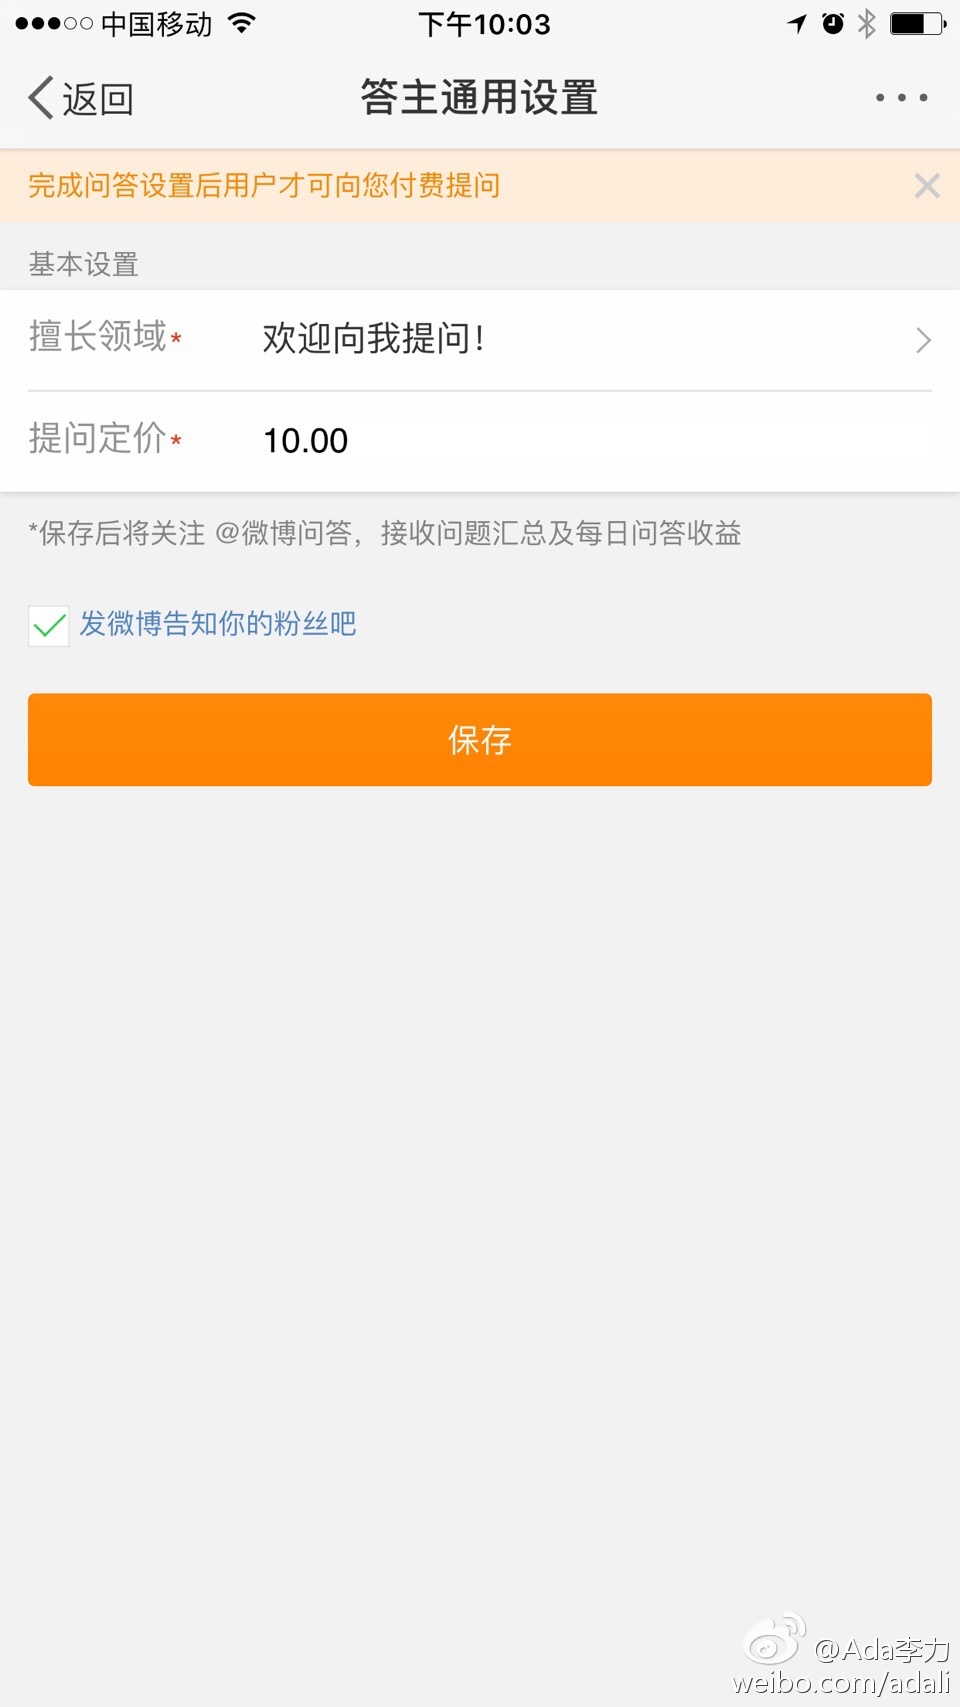 中国移动 下午10:03
返回 答主通用设置
完成问答设置后用户才可向您付费提问
基本设置
擅长领域* 欢迎向我提问!
提问定价* 10.00
*保存后将关注 @微博问答，接收问题汇总及每日问答收益
发微博告知你的粉丝吧
保存
@Ada李力
weibo.com/adali